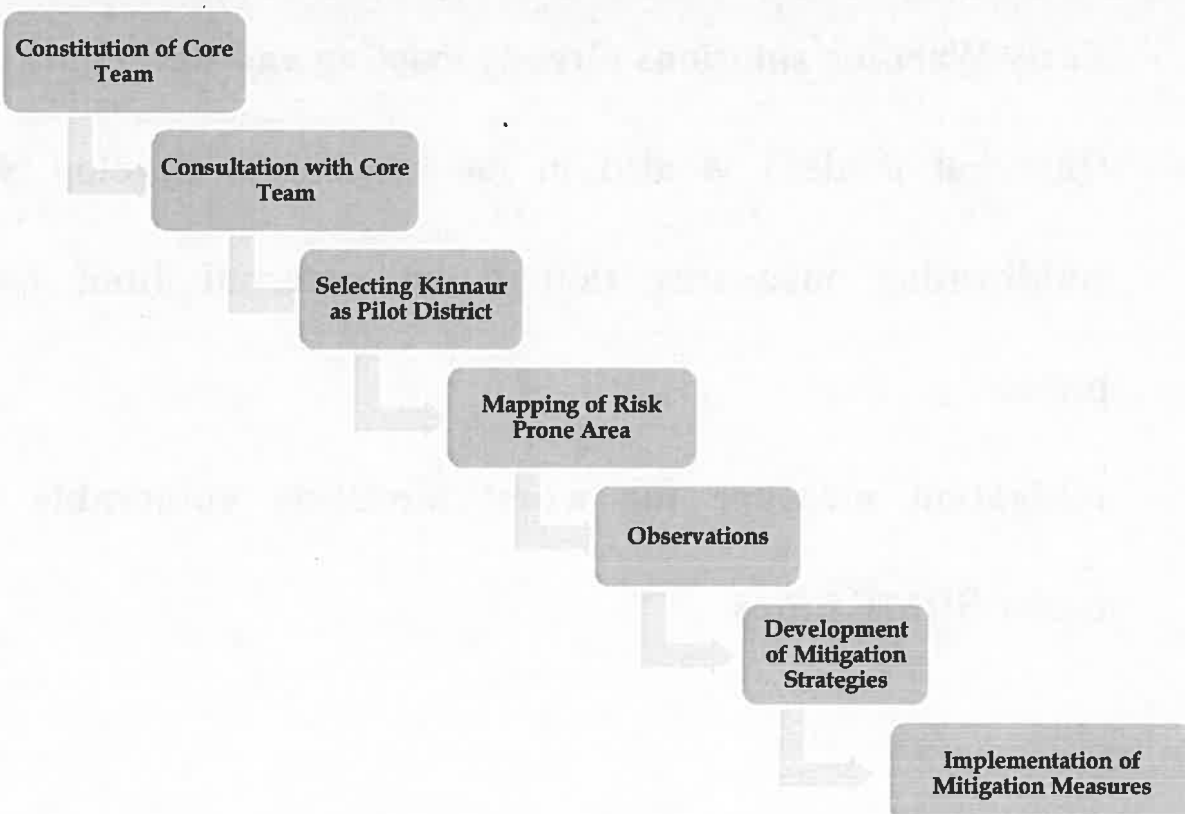 Constitution of Core
Team
Consultation with Core
Team
Selecting Kinnaur
as Pilot District
Mapping of Risk
Prone Area
Observations
Development
of Mitigation
Strategies
Implementation of
Mitigation Measures